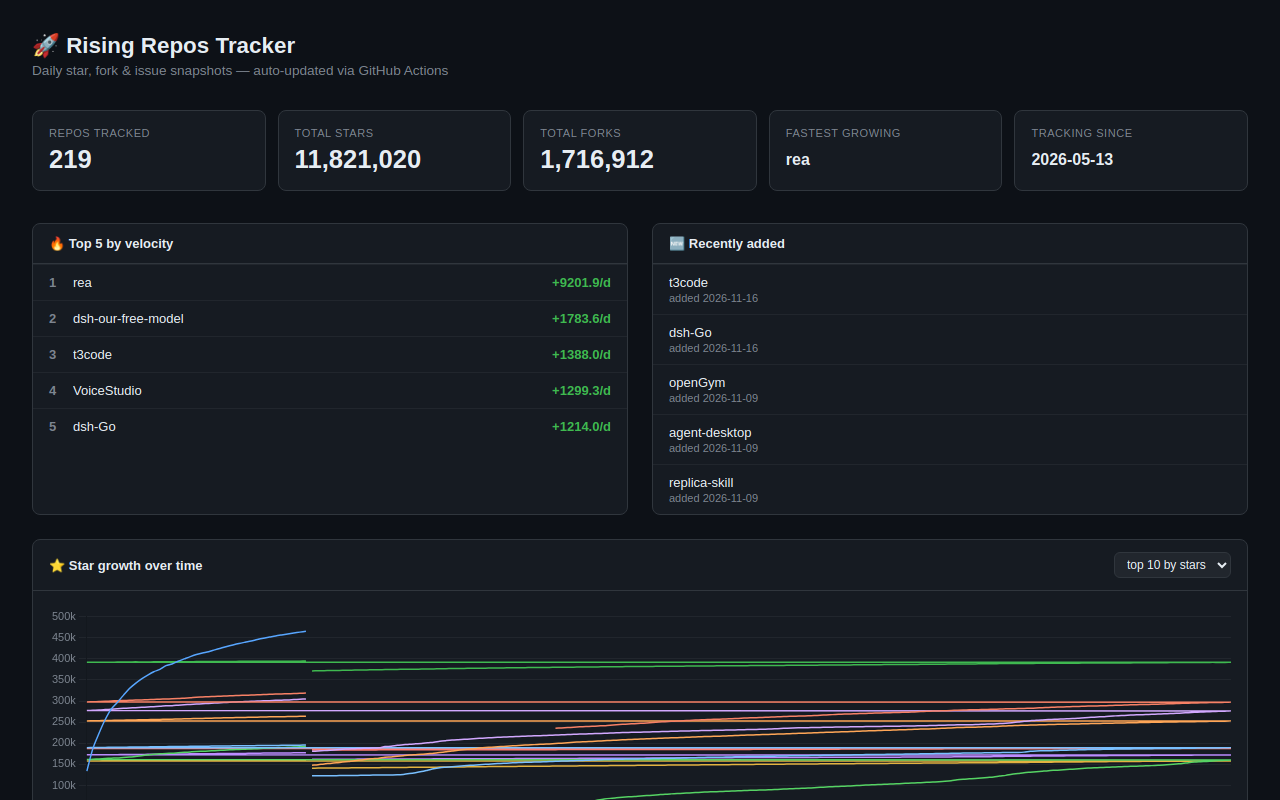 🚀 Rising Repos Tracker
Daily star, fork & issue snapshots — auto-updated via GitHub Actions
REPOS TRACKED
219
TOTAL STARS
11,821,020
TOTAL FORKS
1,716,912
FASTEST GROWING
rea
TRACKING SINCE
2026-05-13
🔥 Top 5 by velocity
1 rea +9201.9/d
2 dsh-our-free-model +1783.6/d
3 t3code +1388.0/d
4 VoiceStudio +1299.3/d
5 dsh-Go +1214.0/d
🆕 Recently added
t3code
added 2026-11-16
dsh-Go
added 2026-11-16
openGym
added 2026-11-09
agent-desktop
added 2026-11-09
replica-skill
added 2026-11-09
⭐ Star growth over time
top 10 by stars
500k
450k
400k
350k
300k
250k
200k
150k
100k